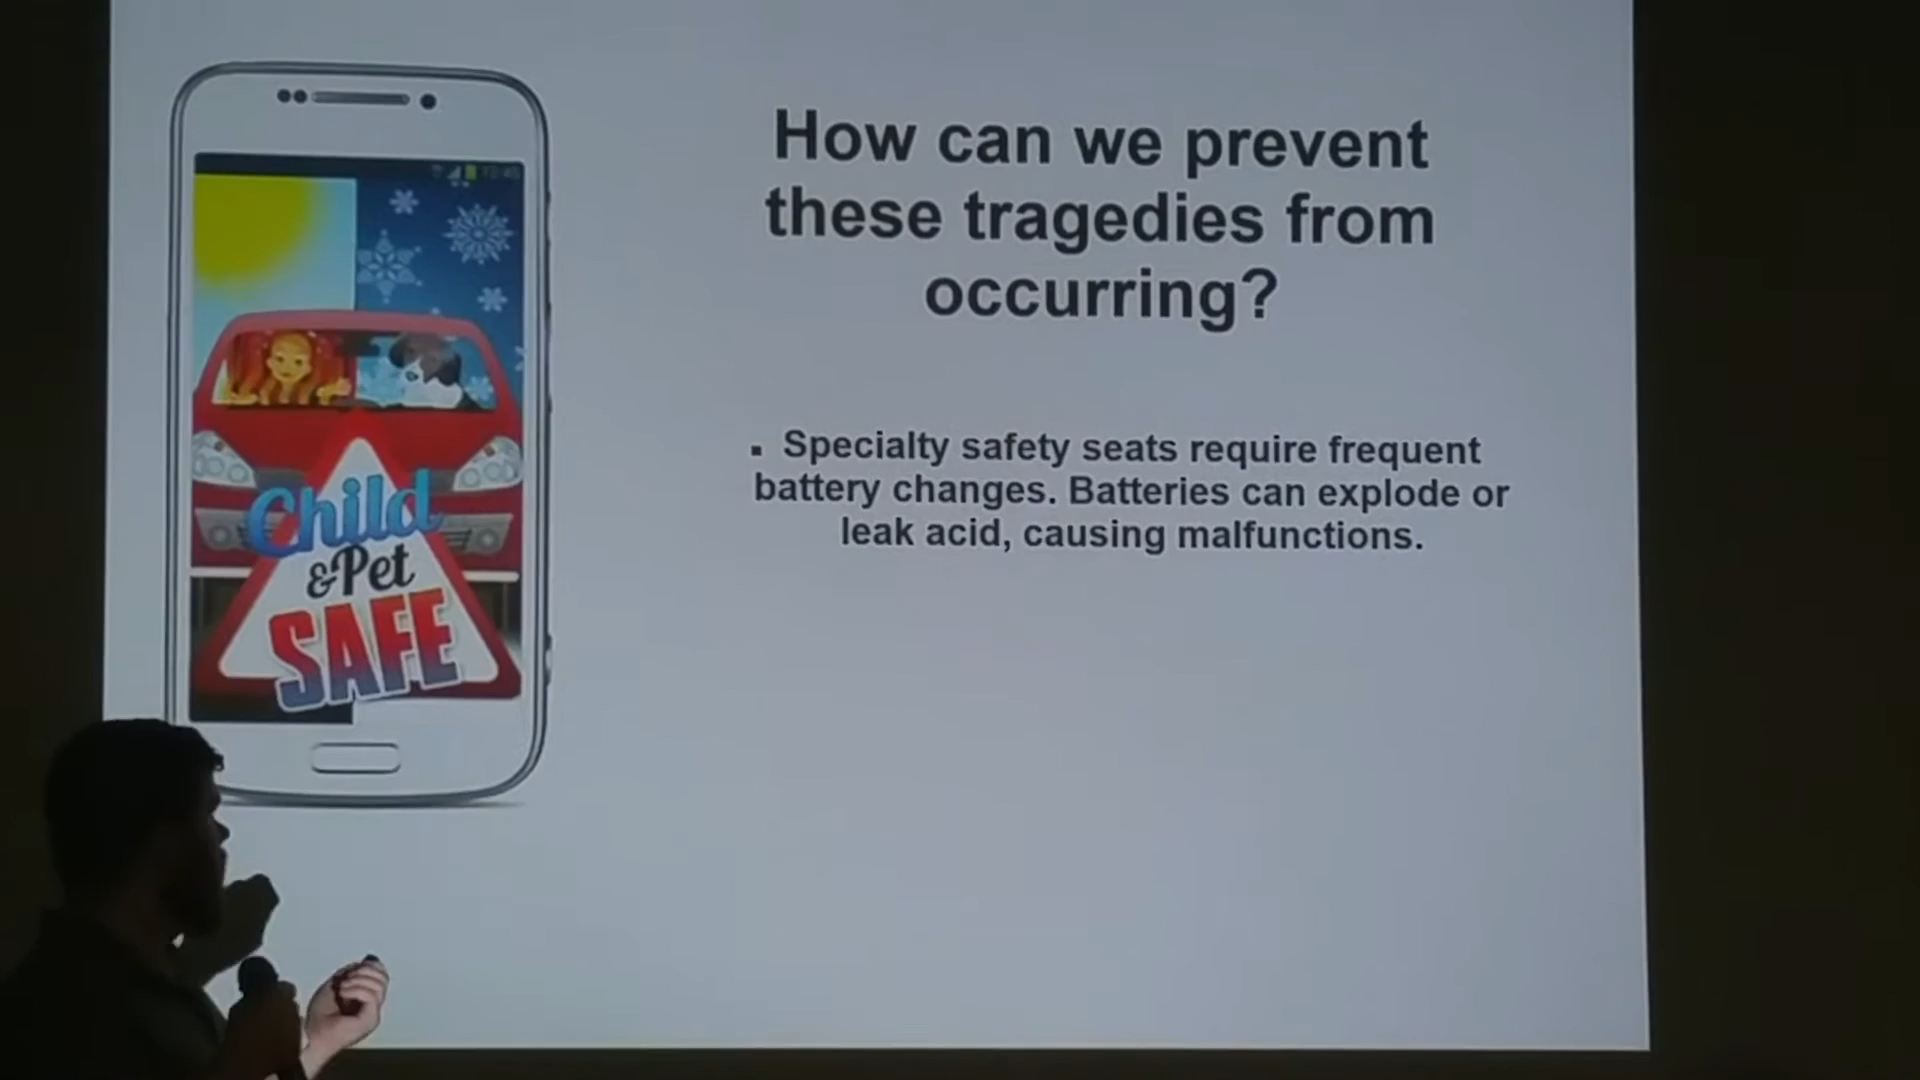 How can we prevent
these tragedies from
occurring?
▪ Specialty safety seats require frequent
battery changes. Batteries can explode or
leak acid, causing malfunctions.
Child
&Pet
SAFE